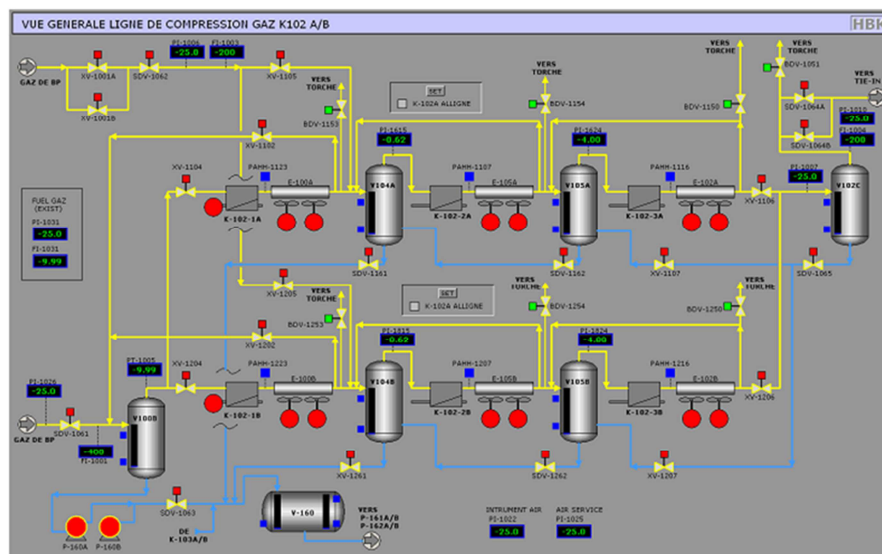 VUE GENERALE LIGNE DE COMPRESSION GAZ K102 A/B
HBK
PI-1006
-25.0
FI-1003
-200
XV-1001A
SDV-1062
XV-1105
GAZ DE BP
XV-1001B
VERS
TORCHE
BDV-1153
SET
K-102A ALLIGNE
VERS
TORCHE
BDV-1154
VERS
TORCHE
BDV-1150
VERS
TORCHE
BDV-1051
VERS
TIE-IN
SDV-1064A
PI-1010
-25.0
FI-1004
-200
SDV-1064B
XV-1102
PI-1615
-0.62
PI-1624
-4.00
XV-1104
PAHH-1123
E-100A
V104A
PAHH-1107
E-105A
V105A
PAHH-1116
E-102A
PI-1007
-25.0
V102C
K-102-1A
K-102-2A
K-102-3A
XV-1106
FUEL GAZ
(EXIST)
PI-1031
-25.0
FI-1031
-9.99
SDV-1161
SDV-1162
XV-1107
SDV-1065
XV-1205
VERS
TORCHE
BDV-1253
SET
K-102A ALLIGNE
VERS
TORCHE
BDV-1254
VERS
TORCHE
BDV-1250
XV-1202
PI-1815
-0.62
PI-1824
-4.00
PT-1005
-9.99
XV-1204
PAHH-1223
E-100B
V104B
PAHH-1207
E-105B
V105B
PAHH-1216
E-102B
PI-1026
-25.0
K-102-1B
K-102-2B
K-102-3B
XV-1206
GAZ DE BP
SDV-1061
V100B
-400
FI-1001
XV-1261
SDV-1262
XV-1207
SDV-1063
V-160
VERS
P-161A/B
P-162A/B
INTRUMENT AIR
PI-1022
-25.0
AIR SERVICE
PI-1025
-25.0
P-160A
P-160B
DE
K-103A/B